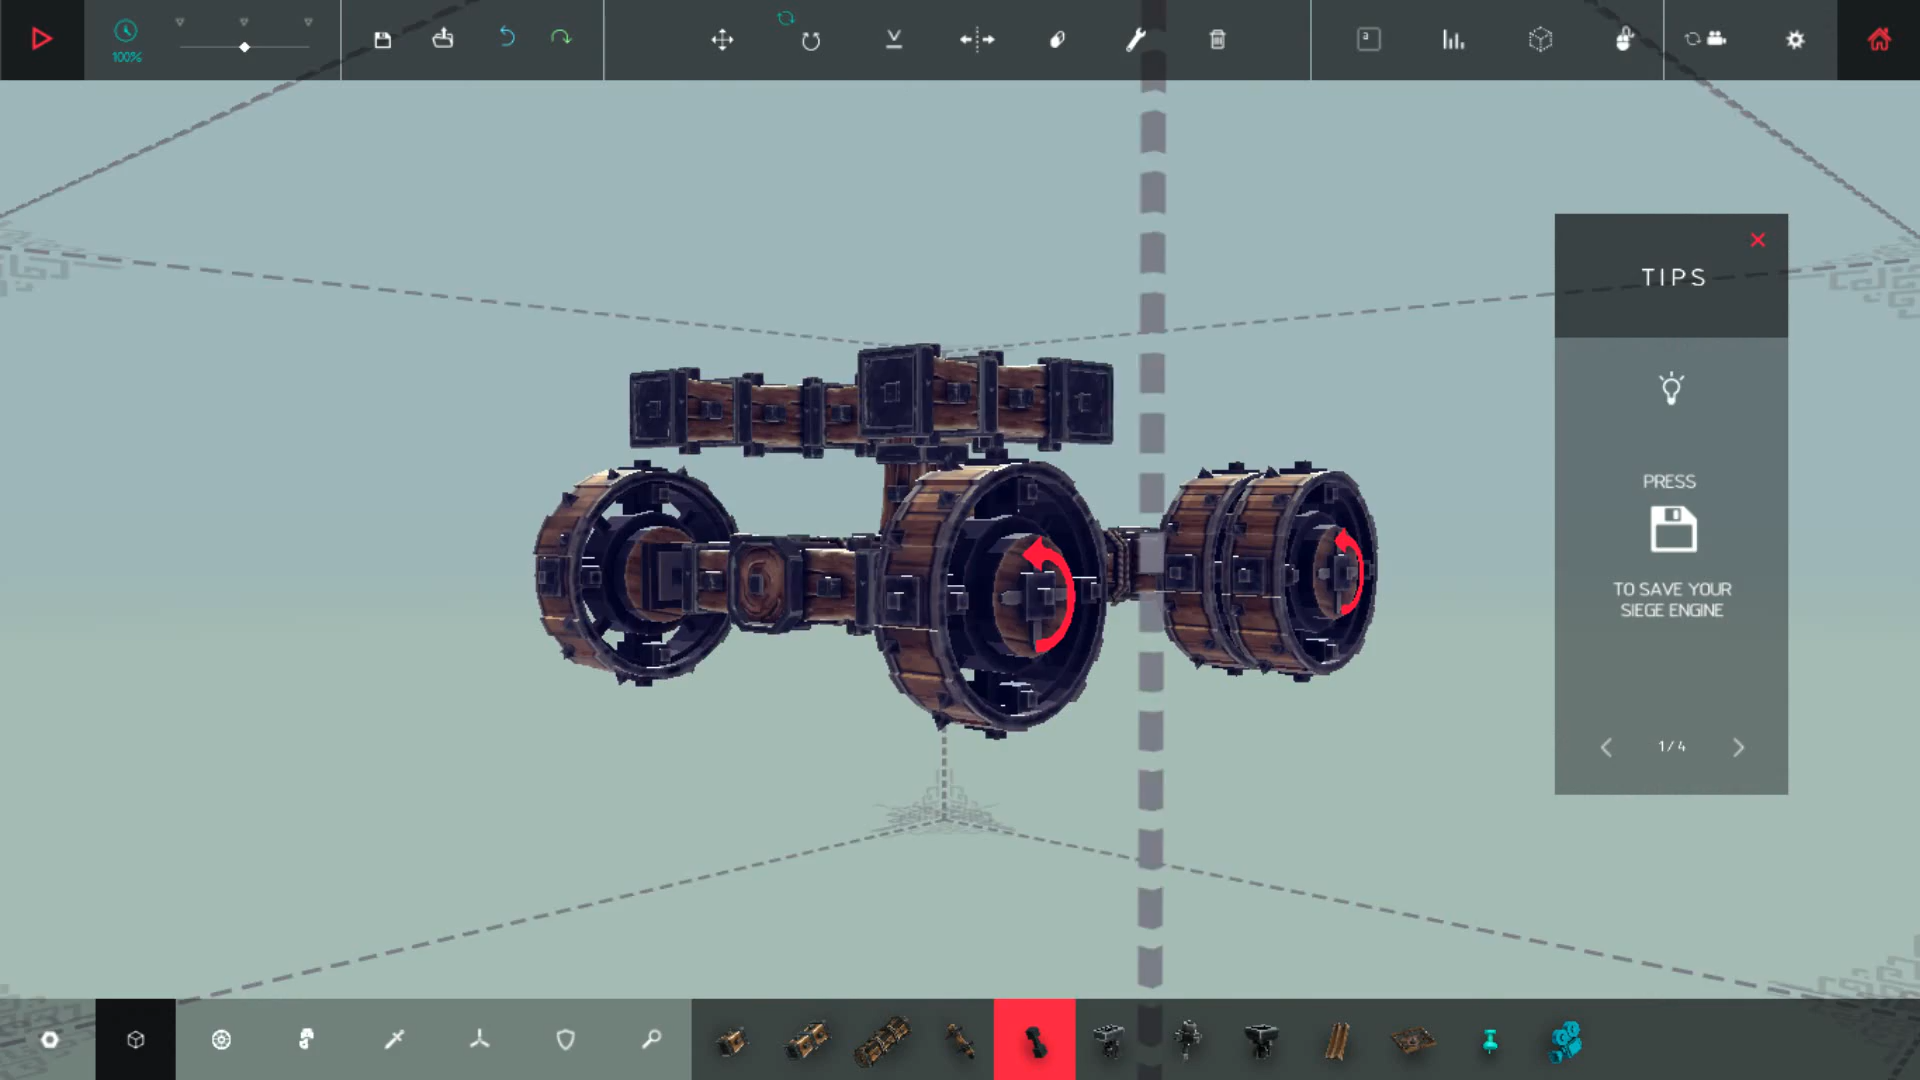 100%
a
TIPS
PRESS
TO SAVE YOUR
SIEGE ENGINE
1/4